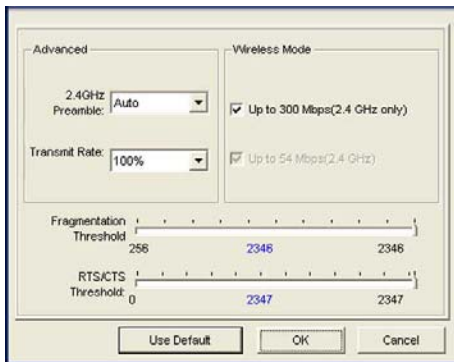 Advanced
2.4GHz
Preamble:
Auto
Transmit Rate:
100%
Wireless Mode
Up to 300 Mbps(2.4 GHz only)
Up to 54 Mbps(2.4 GHz)
Fragmentation
Threshold
256 2346 2346
RTS/CTS
Threshold:
0 2347 2347
Use Default OK Cancel